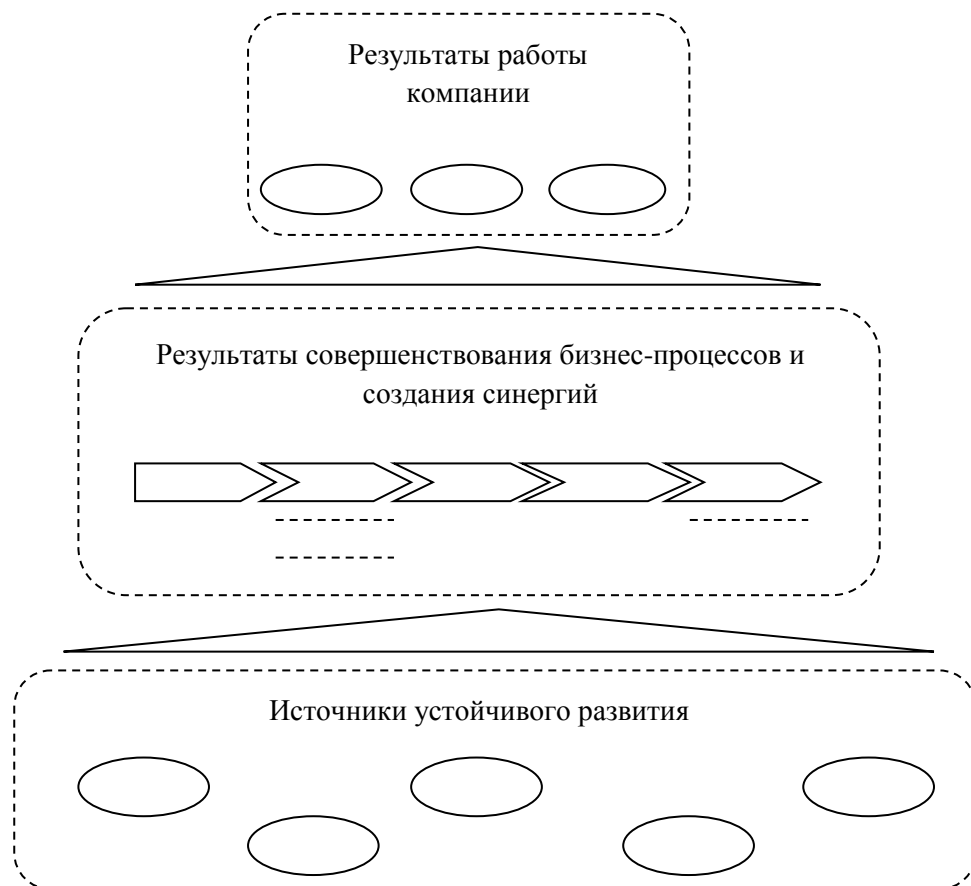 Результаты работы
компании
Результаты совершенствования бизнес-процессов и
создания синергий
Источники устойчивого развития